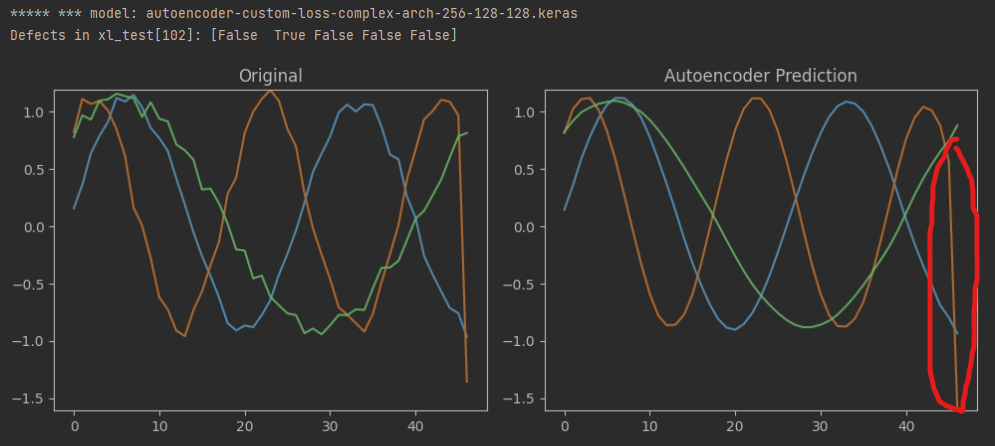 ***** *** model: autoencoder-custom-loss-complex-arch-256-128-128.keras
Defects in xl_test[102]: [False  True False False False]
Original
Autoencoder Prediction
1.0
0.5
0.0
−0.5
−1.0
−1.5
0 10 20 30 40
1.0
0.5
0.0
−0.5
−1.0
−1.5
0 10 20 30 40